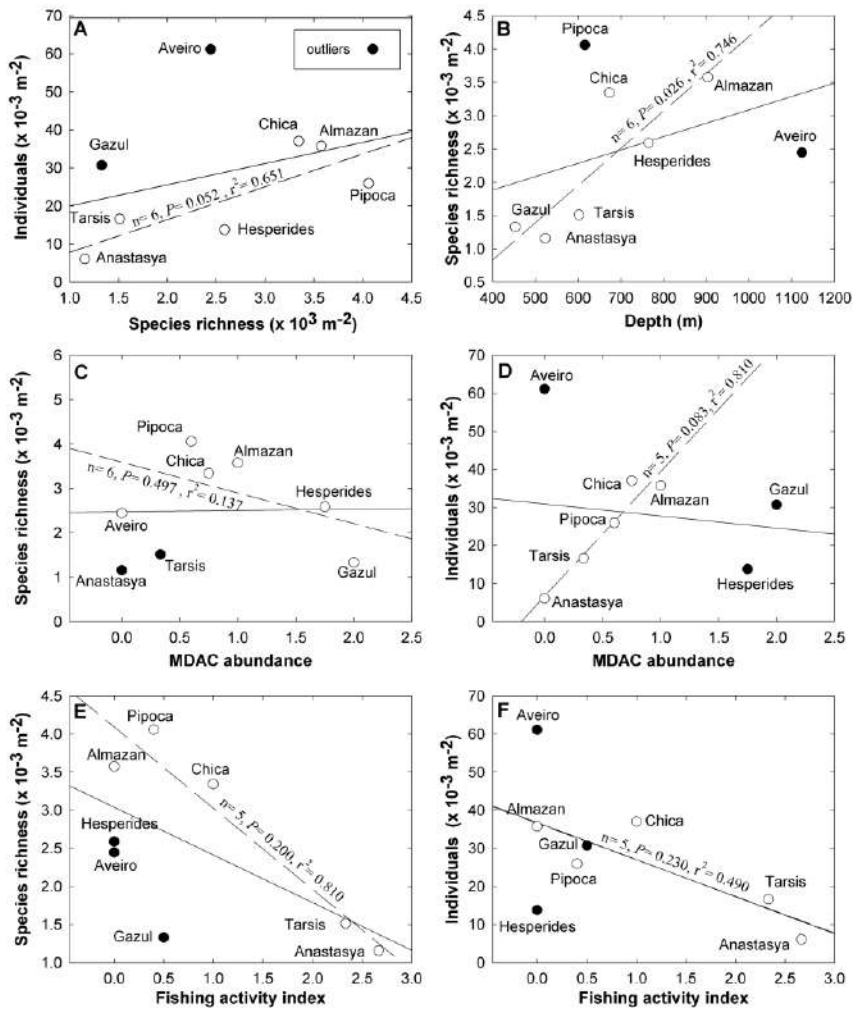 A
Individuals (x 10⁻³ m⁻²)
70
60
50
40
30
20
10
0
Aveiro
outliers
Gazul
Chica
Almazan
Tarsis
Pipoca
Hesperides
Anastasya
n= 6, P= 0.052 , r²= 0.651
1.0 1.5 2.0 2.5 3.0 3.5 4.0 4.5
Species richness (x 10³ m⁻²)
B
Species richness (x 10⁻³ m⁻²)
4.5
4.0
3.5
3.0
2.5
2.0
1.5
1.0
0.5
Pipoca
Chica
Almazan
Hesperides
Aveiro
Gazul
Tarsis
Anastasya
n= 6, P= 0.026, r²= 0.746
400 500 600 700 800 900 1000 1100 1200
Depth (m)
C
Species richness (x 10⁻³ m⁻²)
6
5
4
3
2
1
0
Pipoca
Chica
Almazan
n= 6, P= 0.497 , r²= 0.137
Hesperides
Aveiro
Anastasya
Tarsis
Gazul
0.0 0.5 1.0 1.5 2.0 2.5
MDAC abundance
D
Individuals (x 10⁻³ m⁻²)
70
60
50
40
30
20
10
0
Aveiro
n= 5, P= 0.083, r²= 0.810
Chica
Almazan
Gazul
Pipoca
Tarsis
Hesperides
Anastasya
0.0 0.5 1.0 1.5 2.0 2.5
MDAC abundance
E
Species richness (x 10⁻³ m⁻²)
4.5
4.0
3.5
3.0
2.5
2.0
1.5
1.0
Pipoca
Almazan
Chica
Hesperides
Aveiro
n= 5, P= 0.200, r²= 0.810
Gazul
Tarsis
Anastasya
0.0 0.5 1.0 1.5 2.0 2.5 3.0
Fishing activity index
F
Individuals (x 10⁻³ m⁻²)
70
60
50
40
30
20
10
0
Aveiro
Almazan
Chica
Gazul
n= 5, P= 0.230, r²= 0.490
Pipoca
Tarsis
Hesperides
Anastasya
0.0 0.5 1.0 1.5 2.0 2.5 3.0
Fishing activity index